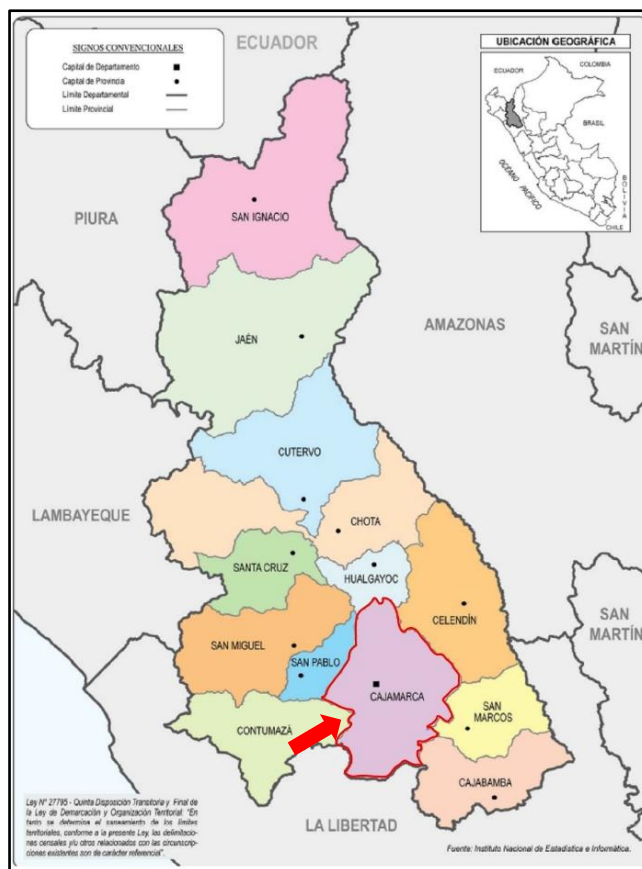 ECUADOR
SIGNOS CONVENCIONALES
Capital de Departamento
Capital de Provincia
Límite Departamental
Límite Provincial
UBICACIÓN GEOGRÁFICA
ECUADOR
COLOMBIA
BRASIL
OCÉANO PACÍFICO
BOLIVIA
CHILE
PIURA
SAN IGNACIO
AMAZONAS
SAN
MARTÍN
JAÉN
CUTERVO
LAMBAYEQUE
CHOTA
SANTA CRUZ
HUALGAYOC
CELENDÍN
SAN
MARTÍN
SAN MIGUEL
SAN PABLO
CAJAMARCA
SAN
MARCOS
CONTUMAZÁ
CAJABAMBA
LA LIBERTAD
Ley N° 27795 - Quinta Disposición Transitoria y Final de
la Ley de Demarcación y Organización Territorial: "En
tanto se determina el saneamiento de los límites
territoriales, conforme a la presente Ley, las delimitacio-
nes censales y/u otros relacionados con las circunscrip-
ciones existentes son de carácter referencial".
Fuente: Instituto Nacional de Estadística e Informática.